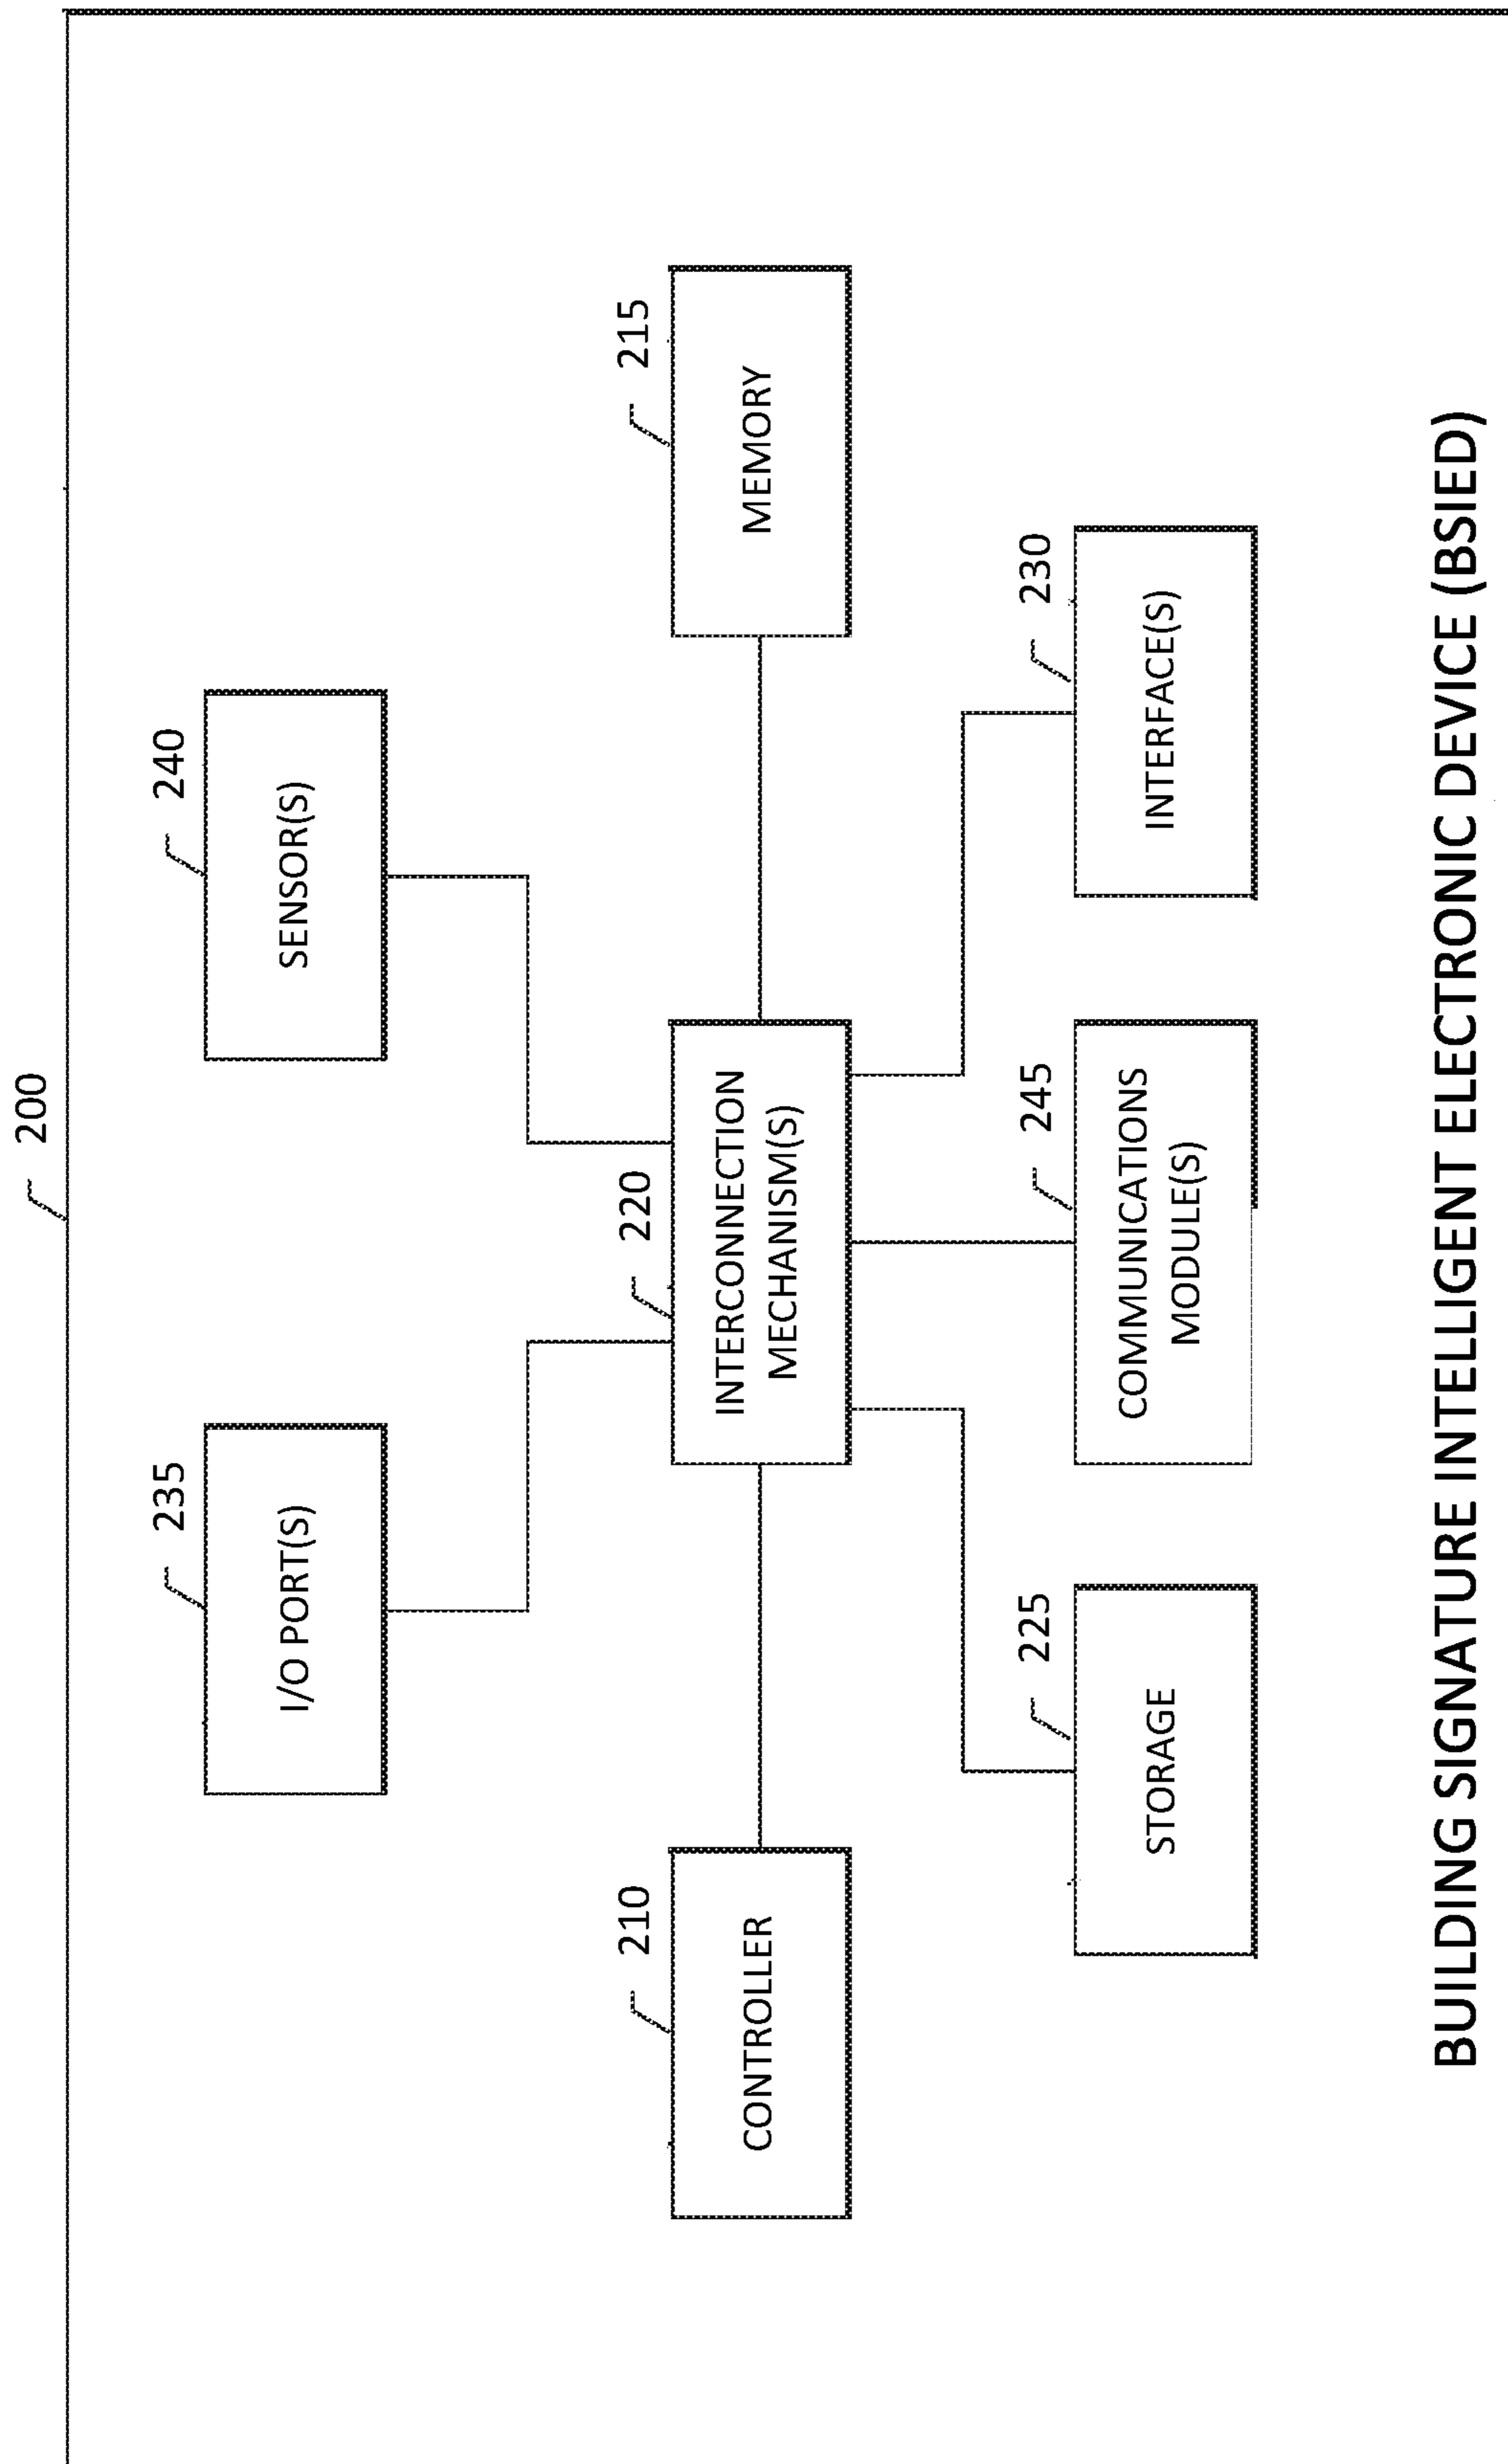 200
235
I/O PORT(S)
240
SENSOR(S)
210
CONTROLLER
220
INTERCONNECTION
MECHANISM(S)
215
MEMORY
225
STORAGE
245
COMMUNICATIONS
MODULE(S)
230
INTERFACE(S)
BUILDING SIGNATURE INTELLIGENT ELECTRONIC DEVICE (BSIED)